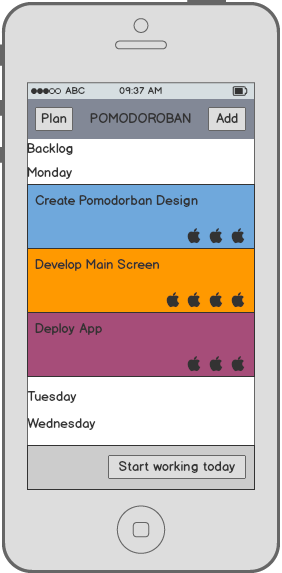 ABC 09:37 AM
Plan POMODOROBAN Add
Backlog
Monday
Create Pomodorban Design
Develop Main Screen
Deploy App
Tuesday
Wednesday
Start working today